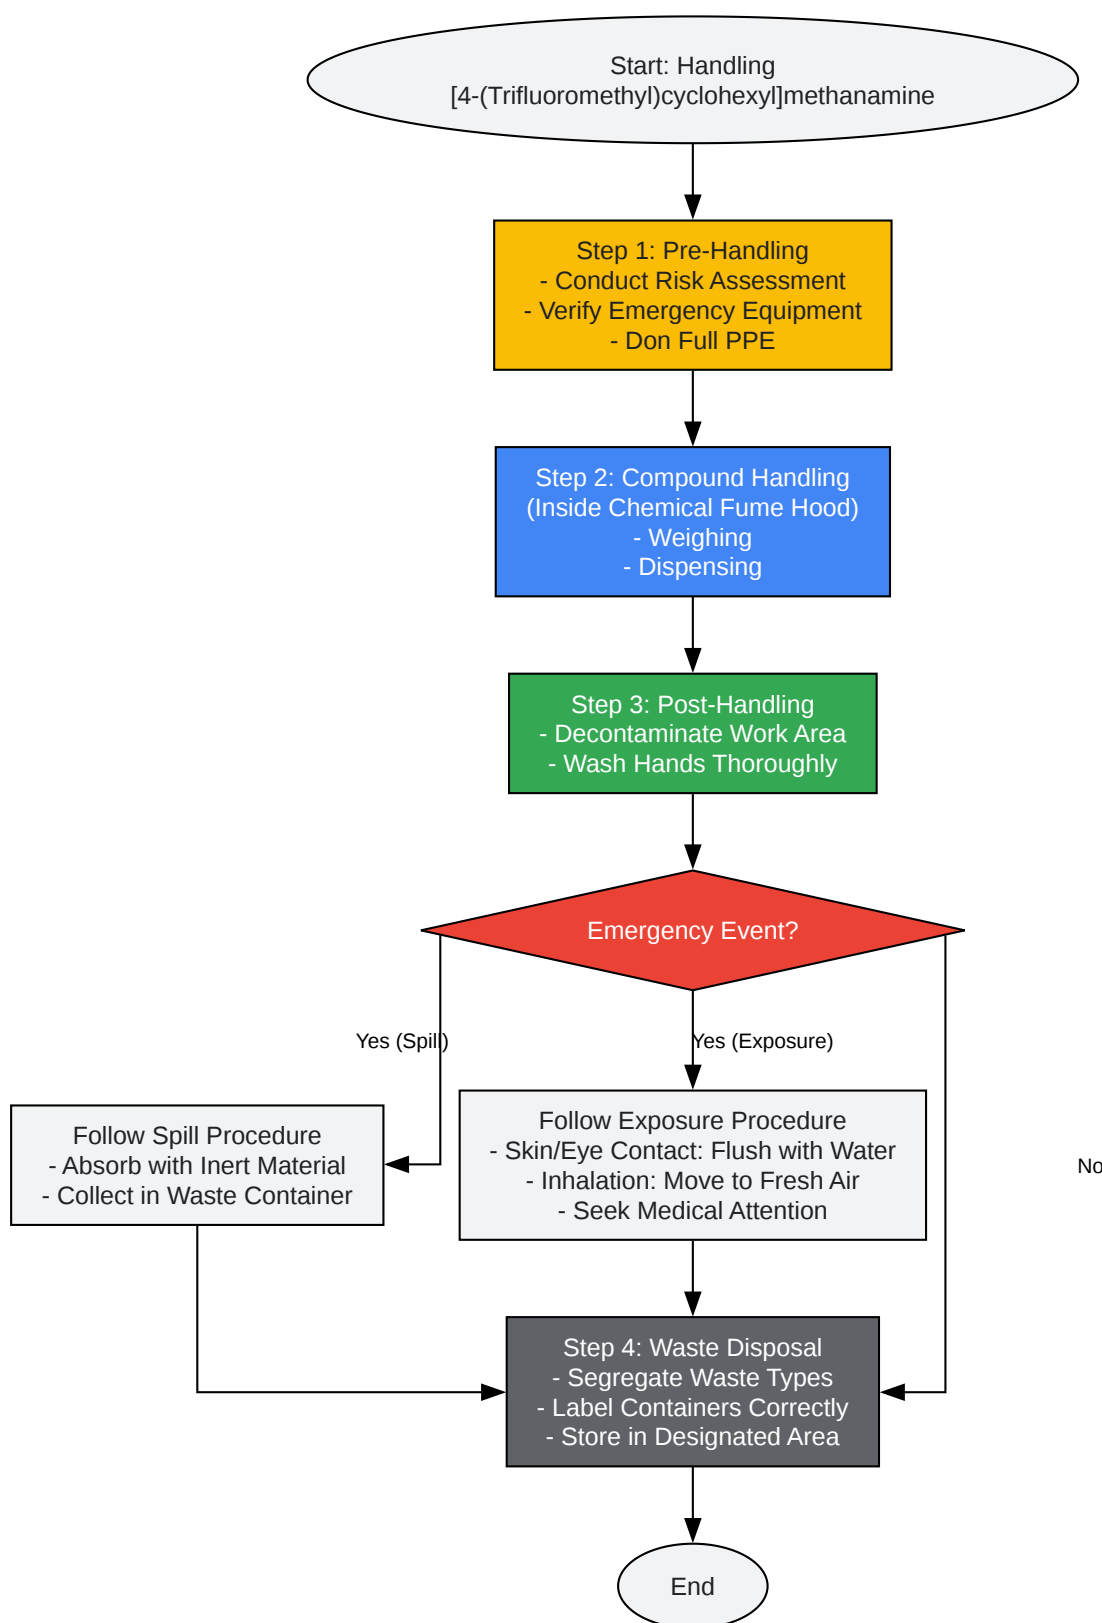 Start: Handling
[4-(Trifluoromethyl)cyclohexyl]methanamine
Step 1: Pre-Handling
- Conduct Risk Assessment
- Verify Emergency Equipment
- Don Full PPE
Step 2: Compound Handling
(Inside Chemical Fume Hood)
- Weighing
- Dispensing
Step 3: Post-Handling
- Decontaminate Work Area
- Wash Hands Thoroughly
Emergency Event?
Yes (Spill)
Yes (Exposure)
Follow Spill Procedure
- Absorb with Inert Material
- Collect in Waste Container
Follow Exposure Procedure
- Skin/Eye Contact: Flush with Water
- Inhalation: Move to Fresh Air
- Seek Medical Attention
No
Step 4: Waste Disposal
- Segregate Waste Types
- Label Containers Correctly
- Store in Designated Area
End